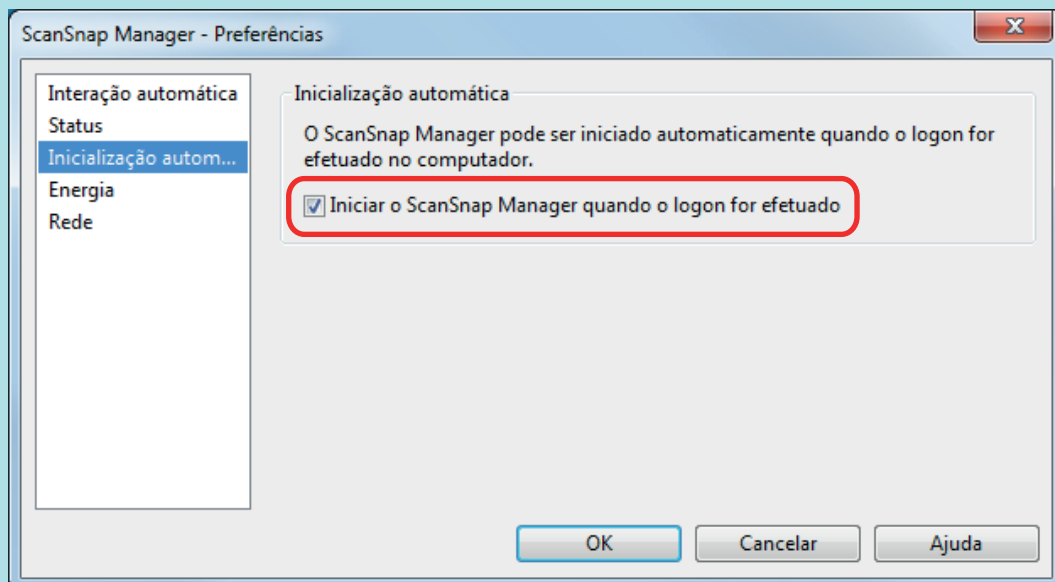 ScanSnap Manager - Preferências
Interação automática
Status
Inicialização autom...
Energia
Rede
Inicialização automática
O ScanSnap Manager pode ser iniciado automaticamente quando o logon for
efetuado no computador.
Iniciar o ScanSnap Manager quando o logon for efetuado
OK
Cancelar
Ajuda